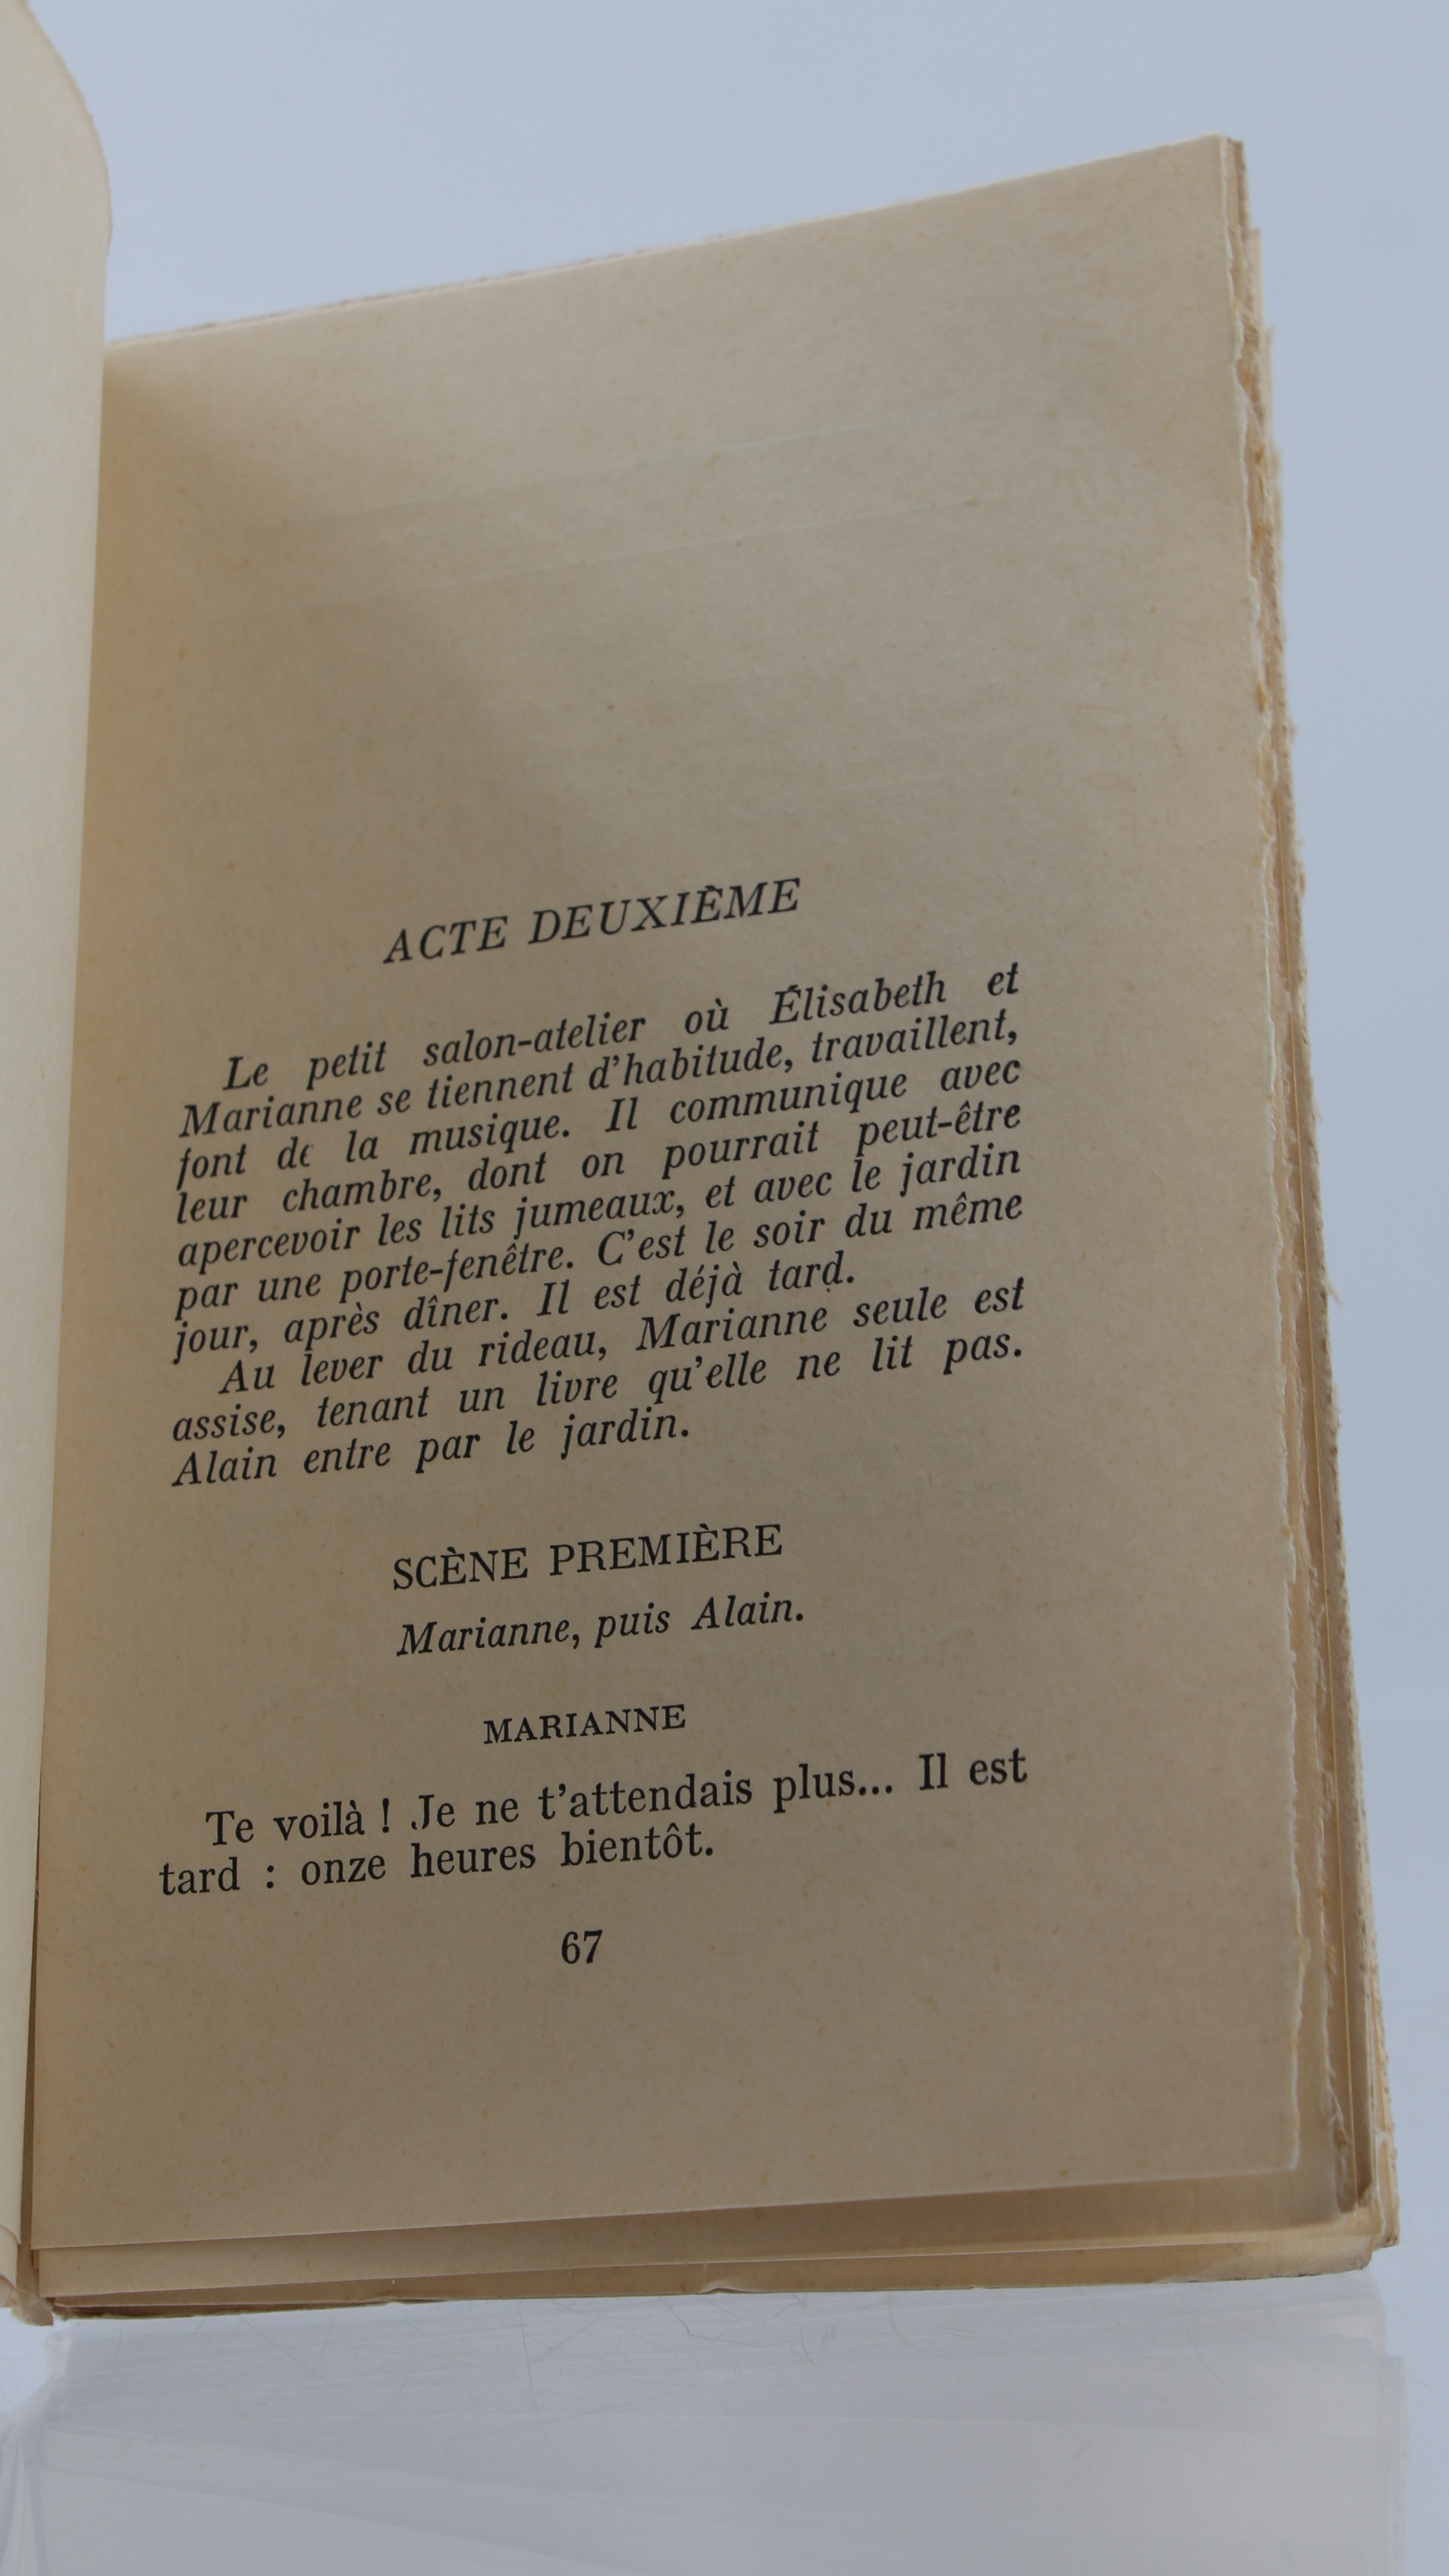 ACTE DEUXIÈME
Le petit salon-atelier où Élisabeth et
Marianne se tiennent d'habitude, travaillent,
font de la musique. Il communique avec
leur chambre, dont on pourrait peut-être
apercevoir les lits jumeaux, et avec le jardin
par une porte-fenêtre. C'est le soir du même
jour, après dîner. Il est déjà tard.
Au lever du rideau, Marianne seule est
assise, tenant un livre qu'elle ne lit pas.
Alain entre par le jardin.
SCÈNE PREMIÈRE
Marianne, puis Alain.
MARIANNE
Te voilà ! Je ne t'attendais plus... Il est
tard : onze heures bientôt.
67